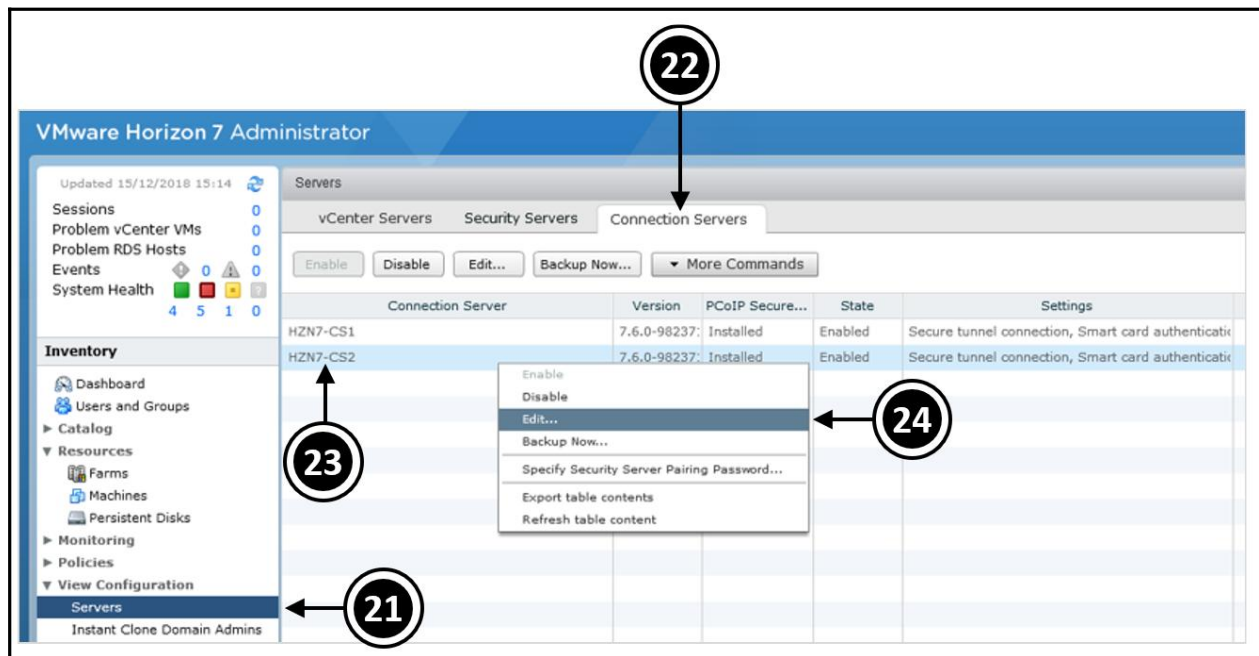 22
VMware Horizon 7 Administrator
Updated 15/12/2018 15:14
Sessions 0
Problem vCenter VMs 0
Problem RDS Hosts 0
Events 0 0
System Health
4 5 1 0
Inventory
Dashboard
Users and Groups
Catalog
Resources
Farms
Machines
Persistent Disks
Monitoring
Policies
View Configuration
Servers
Instant Clone Domain Admins
21
Servers
vCenter Servers Security Servers Connection Servers
Enable Disable Edit... Backup Now... More Commands
Connection Server Version PCoIP Secure... State Settings
HZN7-CS1 7.6.0-98237: Installed Enabled Secure tunnel connection, Smart card authenticatic
HZN7-CS2 7.6.0-98237: Installed Enabled Secure tunnel connection, Smart card authenticatic
23
Enable
Disable
Edit...
Backup Now...
Specify Security Server Pairing Password...
Export table contents
Refresh table content
24